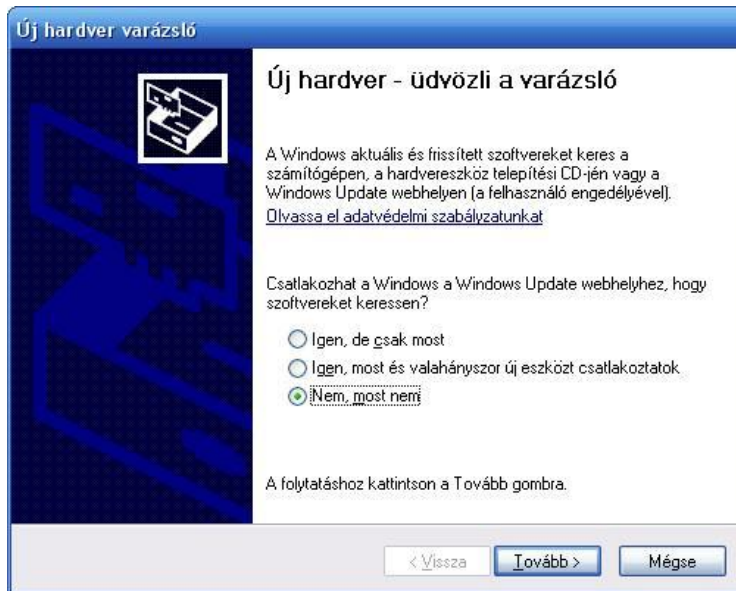 Új hardver varázsló
Új hardver - üdvözli a varázsló
A Windows aktuális és frissített szoftvereket keres a
számítógépen, a hardvereszköz telepítési CD-jén vagy a
Windows Update webhelyen (a felhasználó engedélyével).
Olvassa el adatvédelmi szabályzatunkat
Csatlakozhat a Windows a Windows Update webhelyhez, hogy
szoftvereket keressen?
Igen, de csak most
Igen, most és valahányszor új eszközt csatlakoztatok
Nem, most nem
A folytatáshoz kattintson a Tovább gombra.
< Vissza Tovább > Mégse